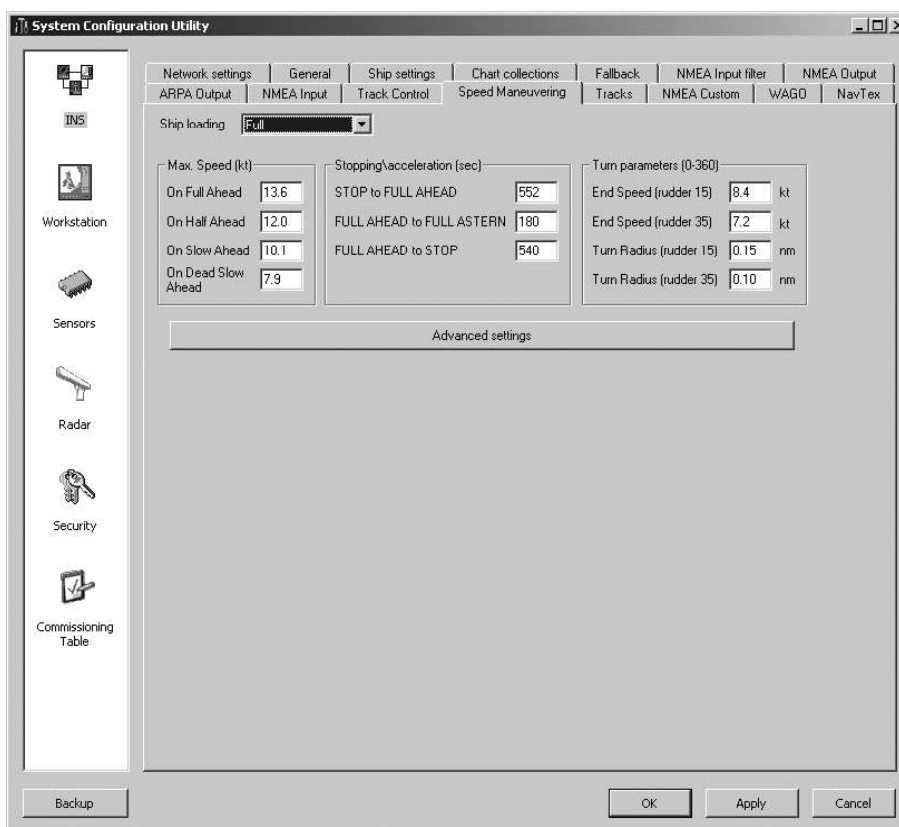 System Configuration Utility
INS
Workstation
Sensors
Radar
Security
Commissioning
Table
Network settings General Ship settings Chart collections Fallback NMEA Input filter NMEA Output
ARPA Output NMEA Input Track Control Speed Maneuvering Tracks NMEA Custom WAGO NavTex
Ship loading Full
Max. Speed (kt)
On Full Ahead 13.6
On Half Ahead 12.0
On Slow Ahead 10.1
On Dead Slow
Ahead 7.9
Stopping\acceleration (sec)
STOP to FULL AHEAD 552
FULL AHEAD to FULL ASTERN 180
FULL AHEAD to STOP 540
Turn parameters (0-360)
End Speed (rudder 15) 8.4 kt
End Speed (rudder 35) 7.2 kt
Turn Radius (rudder 15) 0.15 nm
Turn Radius (rudder 35) 0.10 nm
Advanced settings
Backup OK Apply Cancel